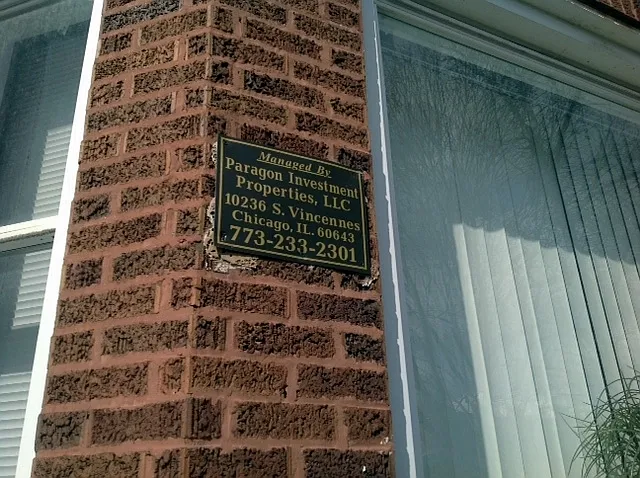 Managed By
Paragon Investment
Properties, LLC
10236 S. Vincennes
Chicago, IL. 60643
773-233-2301